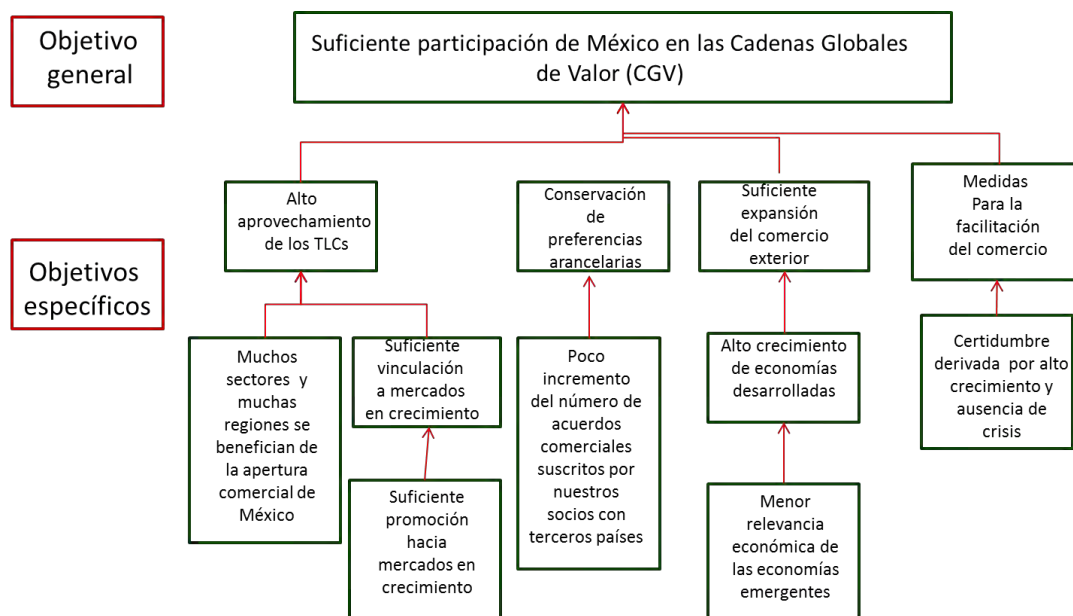 Objetivo
general
Suficiente participación de México en las Cadenas Globales
de Valor (CGV)
Objetivos
específicos
Alto
aprovechamiento
de los TLCs
Conservación
de
preferencias
arancelarias
Suficiente
expansión
del comercio
exterior
Medidas
Para la
facilitación
del comercio
Muchos
sectores y
muchas
regiones se
benefician de
la apertura
comercial de
México
Suficiente
vinculación
a mercados
en crecimiento
Poco
incremento
del número de
acuerdos
comerciales
suscritos por
nuestros
socios con
terceros países
Alto crecimiento
de economías
desarrolladas
Certidumbre
derivada por alto
crecimiento y
ausencia de
crisis
Suficiente
promoción
hacia
mercados en
crecimiento
Menor
relevancia
económica de
las economías
emergentes